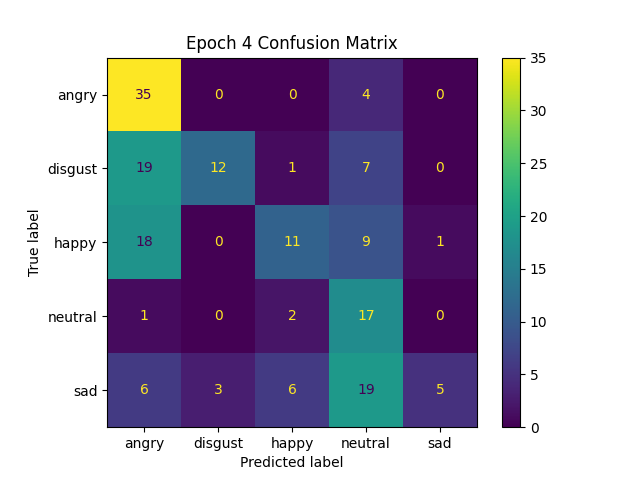 Epoch 4 Confusion Matrix
True label
angry 35 0 0 4 0
disgust 19 12 1 7 0
happy 18 0 11 9 1
neutral 1 0 2 17 0
sad 6 3 6 19 5
angry disgust happy neutral sad
Predicted label
35
30
25
20
15
10
5
0